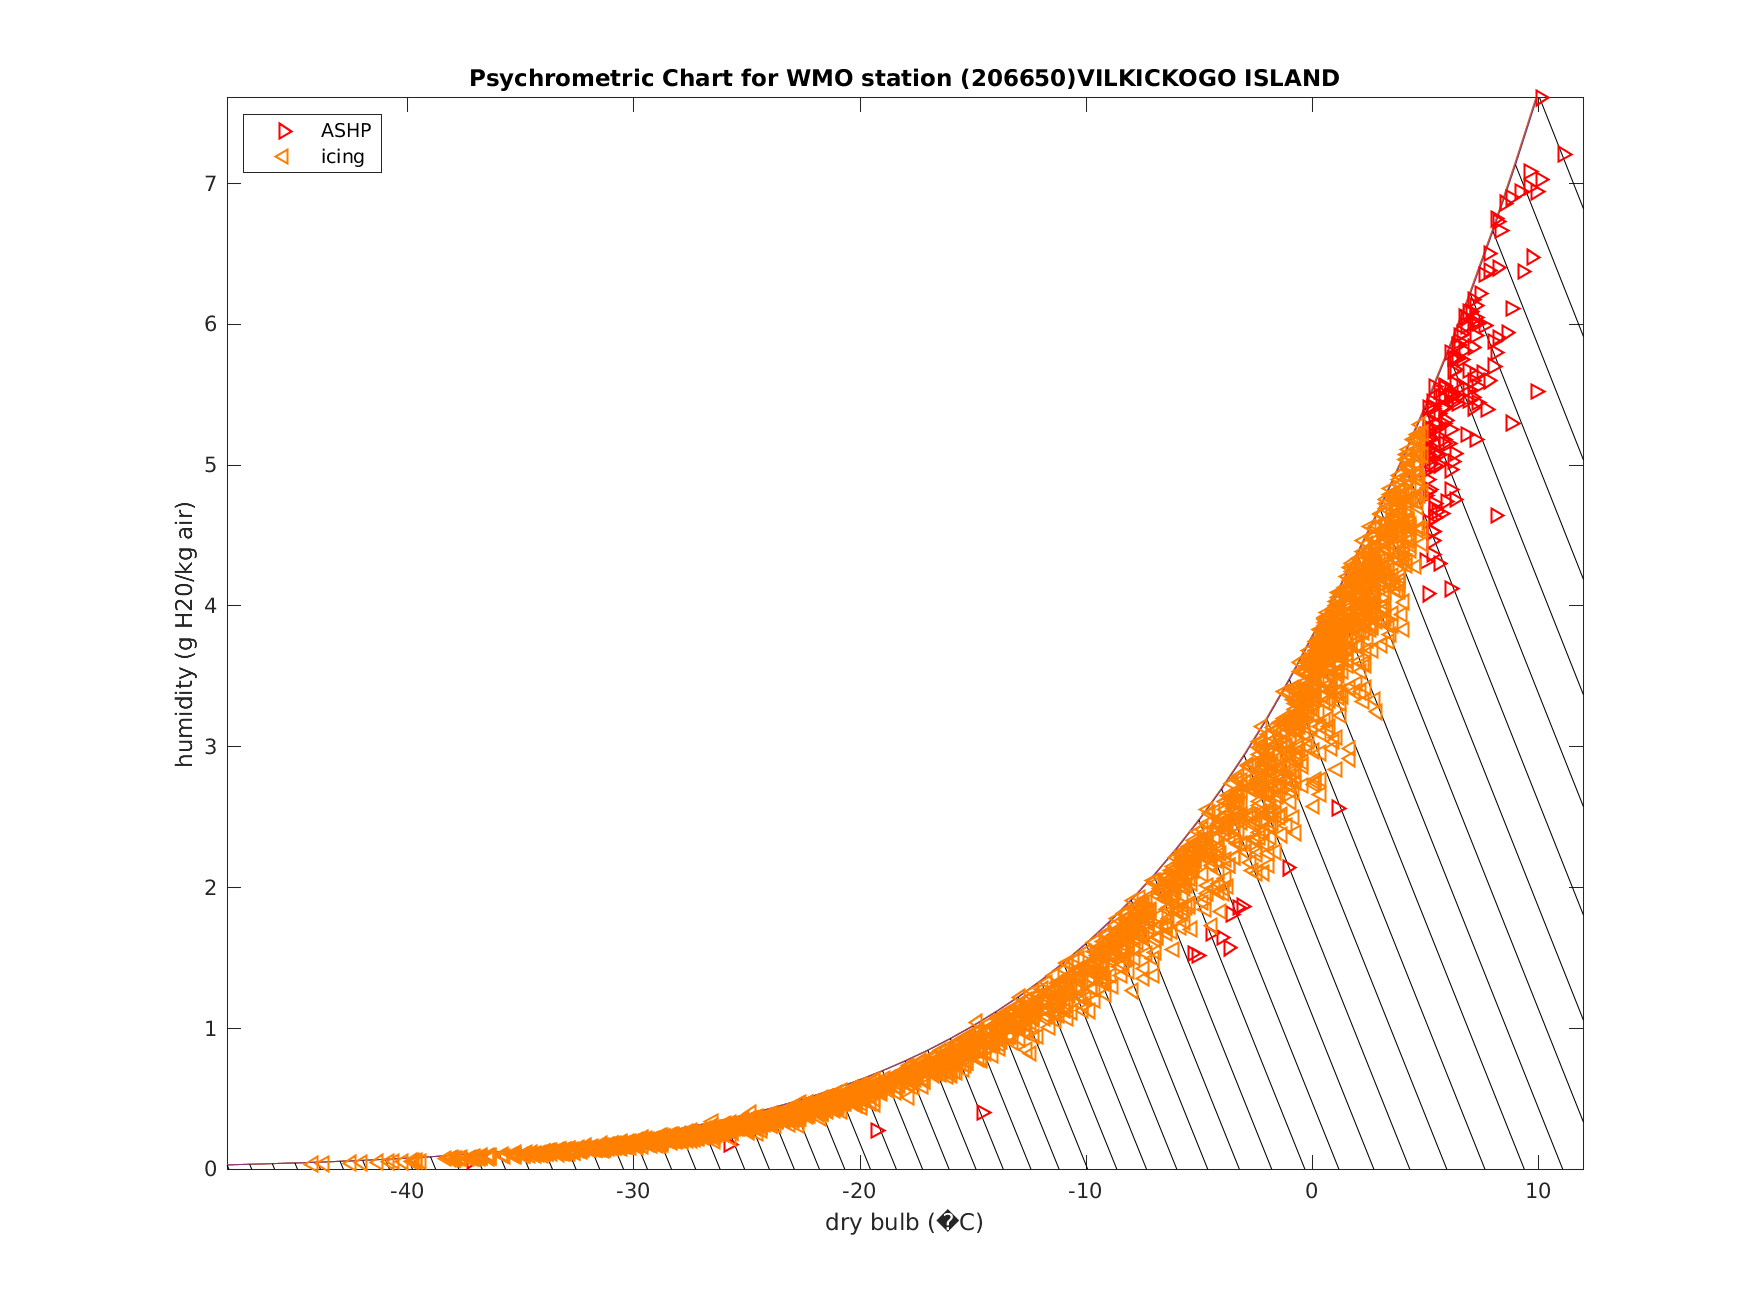 Psychrometric Chart for WMO station (206650)VILKICKOGO ISLAND
ASHP
icing
7
6
5
4
3
2
1
0
humidity (g H20/kg air)
-40 -30 -20 -10 0 10
dry bulb (�C)